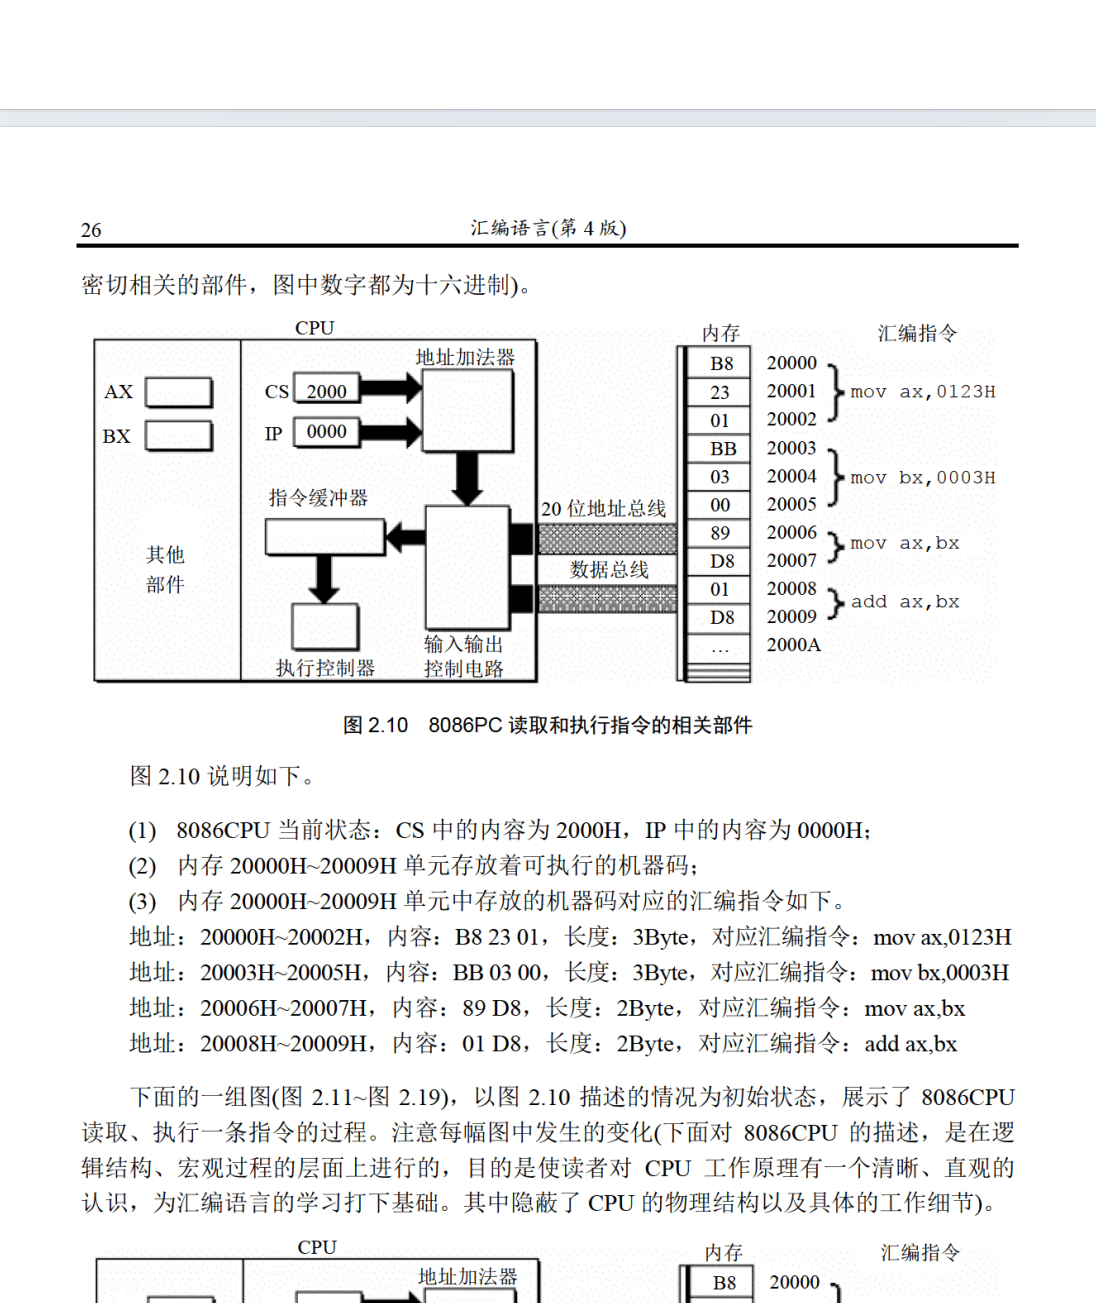 26
汇编语言(第 4 版)
密切相关的部件，图中数字都为十六进制)。
CPU
内存
汇编指令
地址加法器
AX
CS
2000
B8
20000
23
20001
mov ax,0123H
01
20002
BX
IP
0000
BB
20003
03
20004
mov bx,0003H
00
20005
指令缓冲器
20 位地址总线
89
20006
mov ax,bx
D8
20007
其他
部件
数据总线
01
20008
add ax,bx
D8
20009
…
2000A
输入输出
控制电路
执行控制器
图 2.10 8086PC 读取和执行指令的相关部件
图 2.10 说明如下。
(1) 8086CPU 当前状态：CS 中的内容为 2000H，IP 中的内容为 0000H；
(2) 内存 20000H~20009H 单元存放着可执行的机器码；
(3) 内存 20000H~20009H 单元中存放的机器码对应的汇编指令如下。
地址：20000H~20002H，内容：B8 23 01，长度：3Byte，对应汇编指令：mov ax,0123H
地址：20003H~20005H，内容：BB 03 00，长度：3Byte，对应汇编指令：mov bx,0003H
地址：20006H~20007H，内容：89 D8，长度：2Byte，对应汇编指令：mov ax,bx
地址：20008H~20009H，内容：01 D8，长度：2Byte，对应汇编指令：add ax,bx
下面的一组图(图 2.11~图 2.19)，以图 2.10 描述的情况为初始状态，展示了 8086CPU
读取、执行一条指令的过程。注意每幅图中发生的变化(下面对 8086CPU 的描述，是在逻
辑结构、宏观过程的层面上进行的，目的是使读者对 CPU 工作原理有一个清晰、直观的
认识，为汇编语言的学习打下基础。其中隐蔽了 CPU 的物理结构以及具体的工作细节)。
CPU
内存
汇编指令
地址加法器
B8
20000